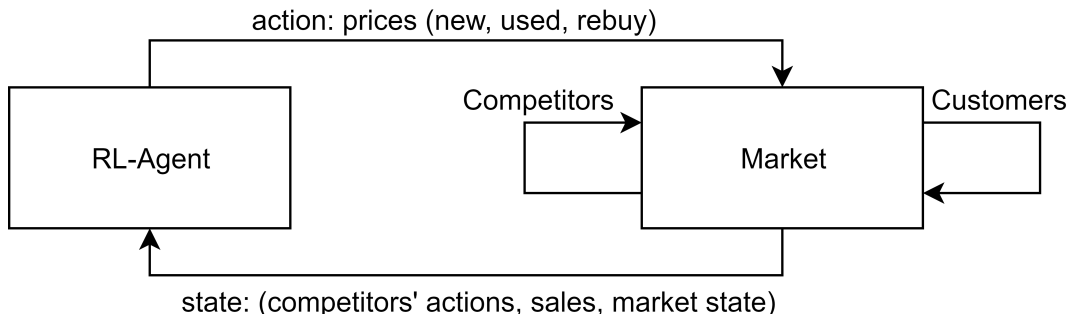 action: prices (new, used, rebuy)
Competitors
Customers
RL-Agent
Market
state: (competitors' actions, sales, market state)